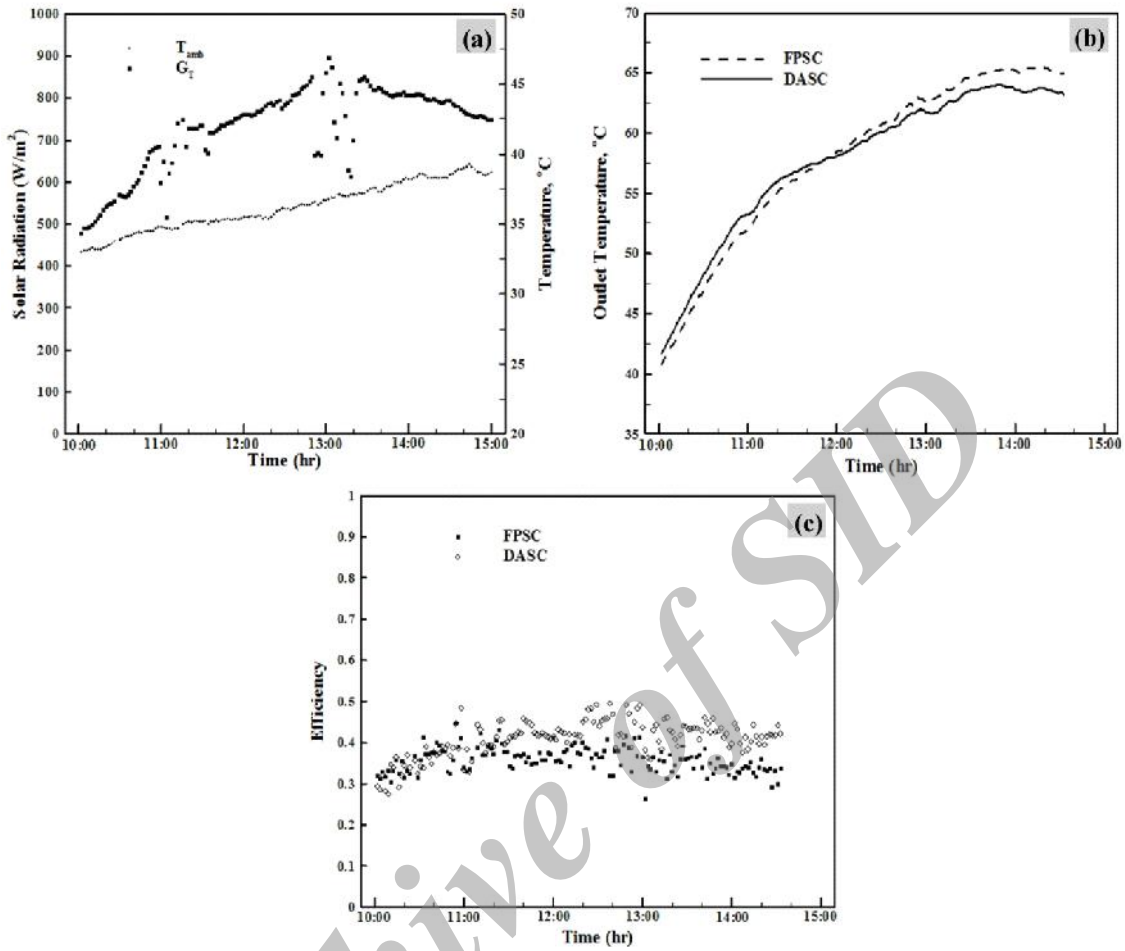 (a)
T_amb
G_T
Solar Radiation (W/m²)
1000
900
800
700
600
500
400
300
200
100
0
50
45
40
35
30
25
20
Temperature, °C
10:00 11:00 12:00 13:00 14:00 15:00
Time (hr)
(b)
FPSC
DASC
Outlet Temperature, °C
70
65
60
55
50
45
40
35
10:00 11:00 12:00 13:00 14:00 15:00
Time (hr)
(c)
FPSC
DASC
Efficiency
1
0.9
0.8
0.7
0.6
0.5
0.4
0.3
0.2
0.1
0
10:00 11:00 12:00 13:00 14:00 15:00
Time (hr)
hive of SID